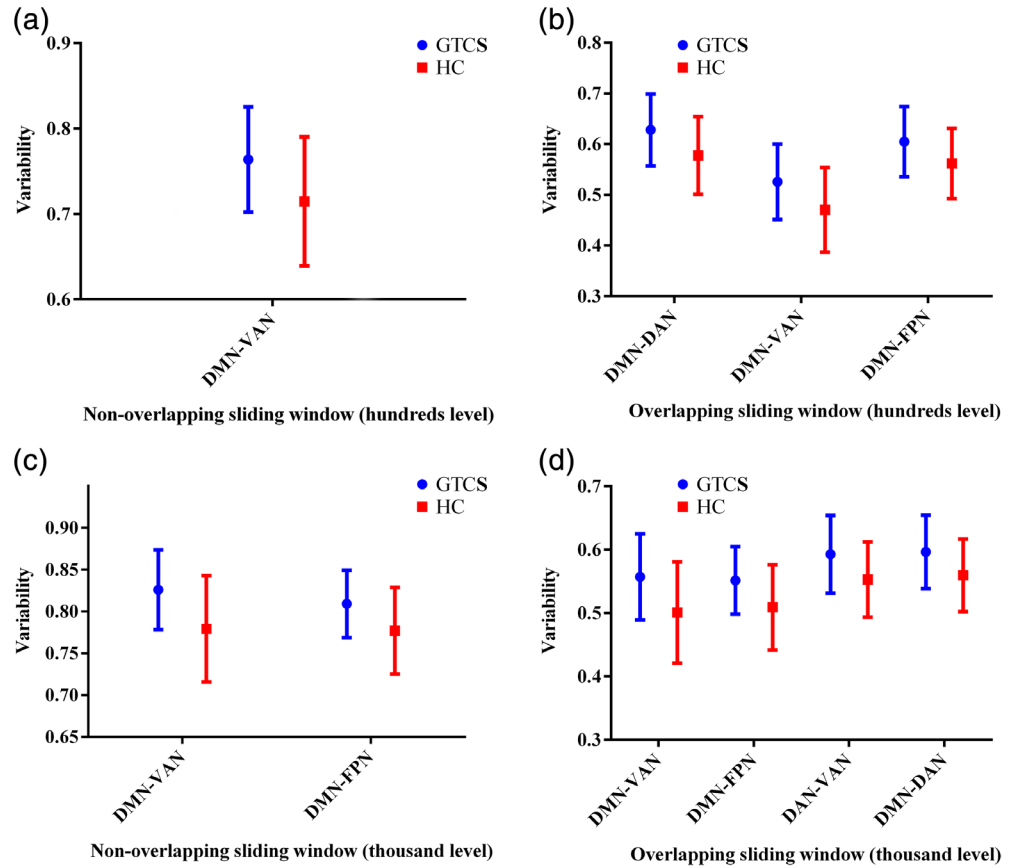 (a)
GTCS
HC
Variability
0.9
0.8
0.7
0.6
DMN-VAN
Non-overlapping sliding window (hundreds level)
(b)
GTCS
HC
Variability
0.8
0.7
0.6
0.5
0.4
0.3
DMN-DAN
DMN-VAN
DMN-FPN
Overlapping sliding window (hundreds level)
(c)
GTCS
HC
Variability
0.90
0.85
0.80
0.75
0.70
0.65
DMN-VAN
DMN-FPN
Non-overlapping sliding window (thousand level)
(d)
GTCS
HC
Variability
0.7
0.6
0.5
0.4
0.3
DMN-VAN
DMN-FPN
DAN-VAN
DMN-DAN
Overlapping sliding window (thousand level)